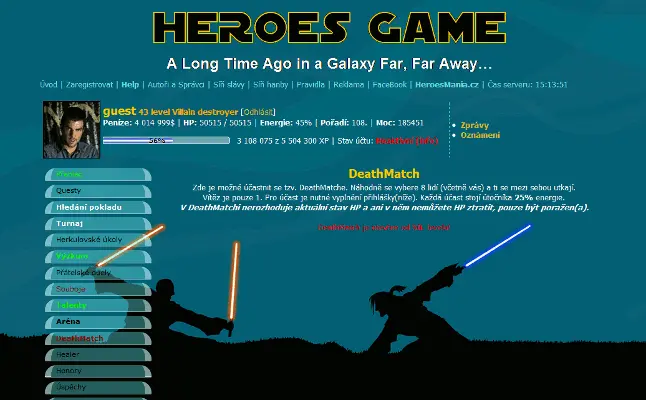 HEROES GAME
A Long Time Ago in a Galaxy Far, Far Away...
Úvod | Zaregistrovat | Help | Autoři a Správci | Síň slávy | Síň hanby | Pravidla | Reklama | FaceBook | HeroesMania.cz | Čas serveru: 15:13:51
guest 43 level Villain destroyer [Odhlásit]
Peníze: 4 014 999$ | HP: 50515 / 50515 | Energie: 45% | Pořadí: 108. | Moc: 185451
56% 3 108 075 z 5 504 300 XP | Stav účtu:
Zprávy
Oznámení
Přenos
Questy
Hledání pokladu
Turnaj
Herkulovské úkoly
Výzkum
Přátelské duely
Souboje
Talenty
Aréna
DeathMatch
Healer
Honory
Úspěchy
DeathMatch
Zde je možné účastnit se tzv. DeathMatche. Náhodně se vybere 8 lidí (včetně vás) a ti se mezi sebou utkají.
Vítěz je pouze 1. Pro účast je nutné vyplnění přihlášky(níže). Každá účast stojí útočníka 25% energie.
V DeathMatchi nerozhoduje aktuální stav HP a ani v něm nemůžete HP ztratit, pouze být poražen(a).